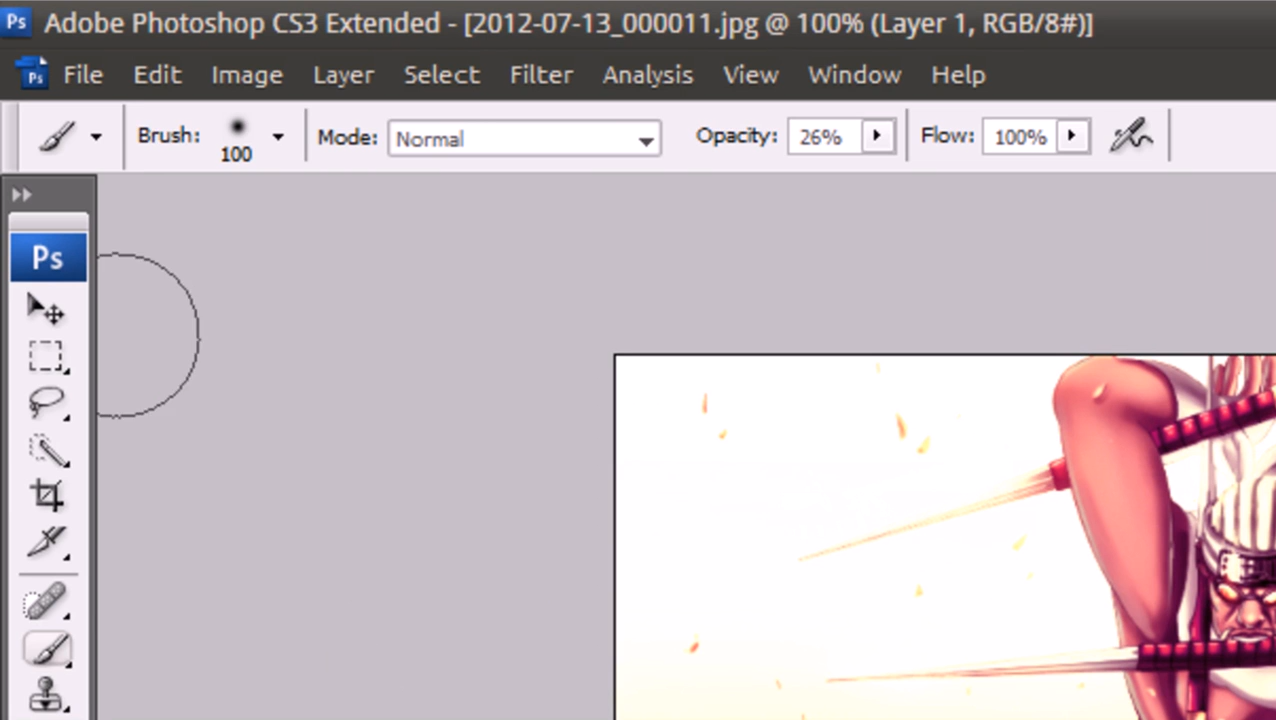 Ps Adobe Photoshop CS3 Extended - [2012-07-13_000011.jpg @ 100% (Layer 1, RGB/8#)]
Ps File Edit Image Layer Select Filter Analysis View Window Help
Brush: 100 Mode: Normal Opacity: 26% Flow: 100%
Ps